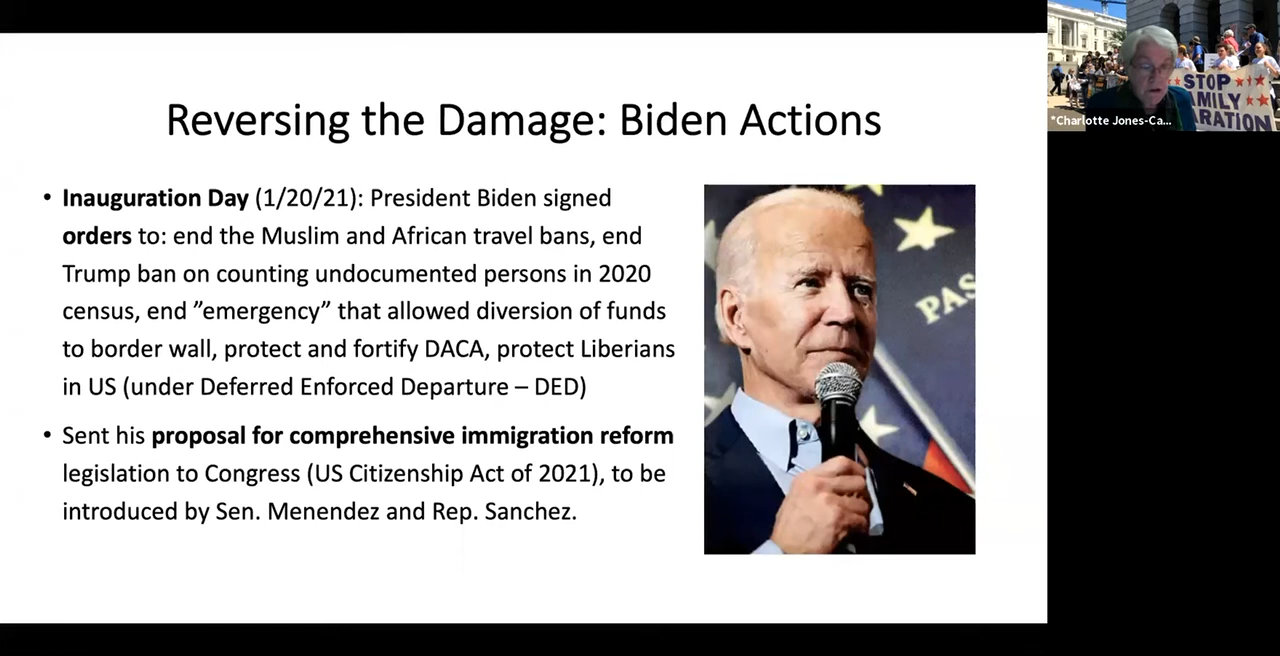 Reversing the Damage: Biden Actions
• Inauguration Day (1/20/21): President Biden signed
orders to: end the Muslim and African travel bans, end
Trump ban on counting undocumented persons in 2020
census, end ”emergency” that allowed diversion of funds
to border wall, protect and fortify DACA, protect Liberians
in US (under Deferred Enforced Departure – DED)
• Sent his proposal for comprehensive immigration reform
legislation to Congress (US Citizenship Act of 2021), to be
introduced by Sen. Menendez and Rep. Sanchez.
PAS
STOP
AMILY
ARATION
*Charlotte Jones-Ca...